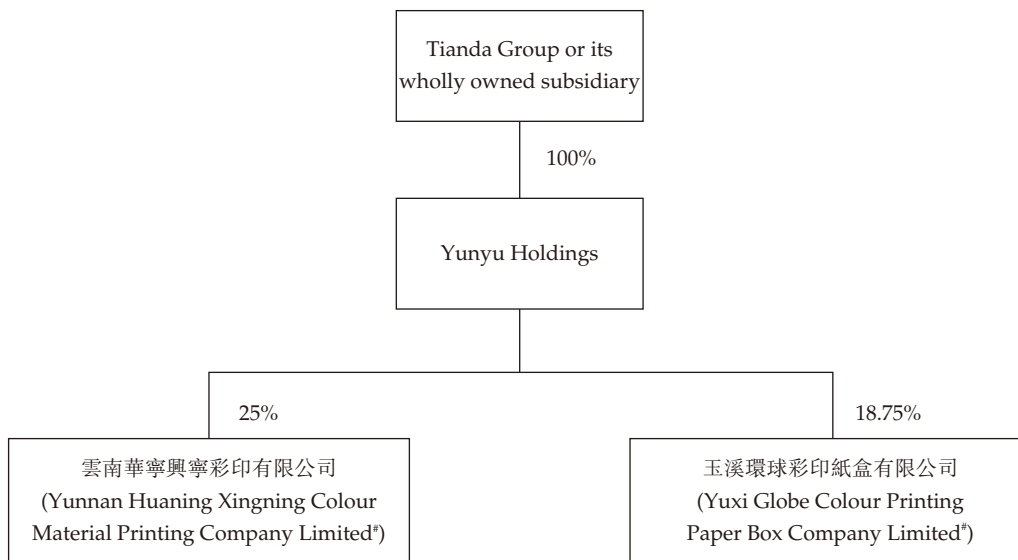 Tianda Group or its
wholly owned subsidiary
100%
Yunyu Holdings
25%
18.75%
雲南華寧興寧彩印有限公司
(Yunnan Huaning Xingning Colour
Material Printing Company Limited#)
玉溪環球彩印紙盒有限公司
(Yuxi Globe Colour Printing
Paper Box Company Limited#)